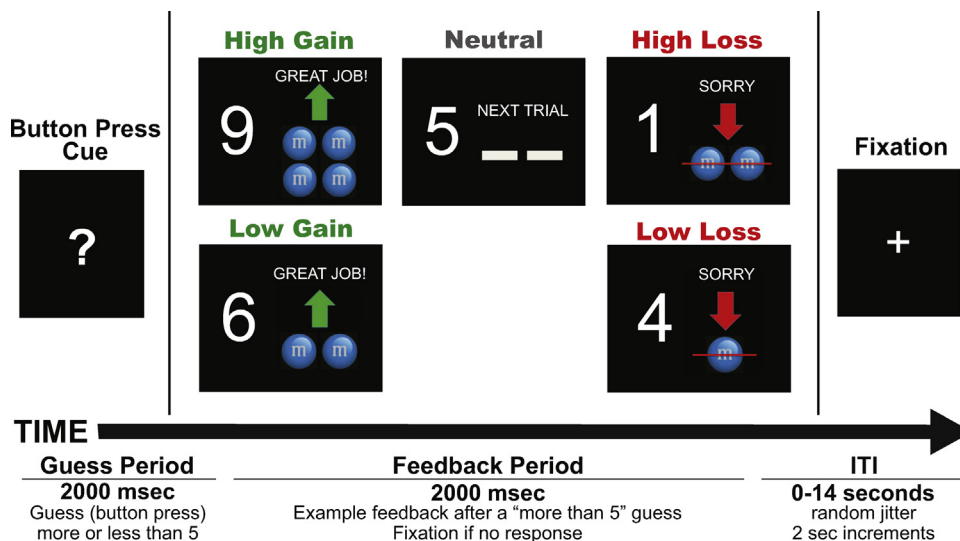 High Gain
Neutral
High Loss
Button Press
Cue
?
9
GREAT JOB!
m m
m m
5
NEXT TRIAL
1
SORRY
m m
Fixation
+
Low Gain
Low Loss
6
GREAT JOB!
m m
4
SORRY
m
TIME
Guess Period
2000 msec
Guess (button press)
more or less than 5
Feedback Period
2000 msec
Example feedback after a “more than 5” guess
Fixation if no response
ITI
0-14 seconds
random jitter
2 sec increments